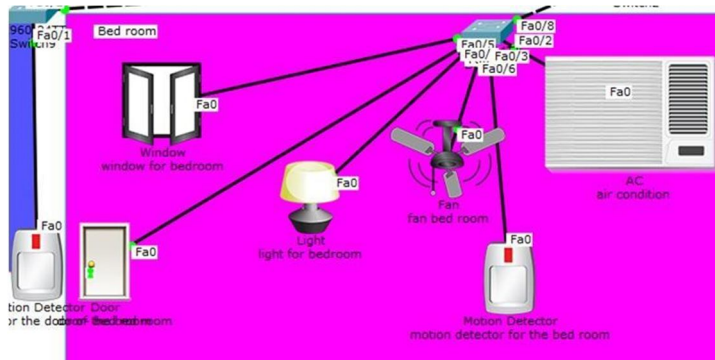 Fa0/1
Bed room
Fa0/8
Fa0/5
Fa0/2
Fa0/3
Fa0/6
Fa0
Fa0
Fa0
Fa0
Window
window for bedroom
AC
air condition
Fan
fan bed room
Light
light for bedroom
Fa0
Fa0
Fa0
Motion Detector
motion detector for the bed room
Door